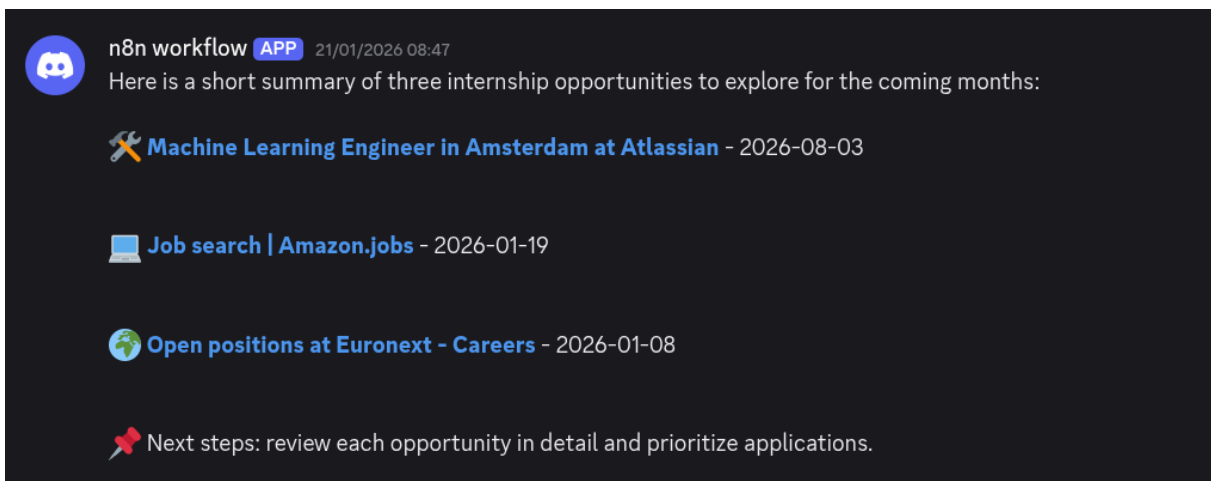 n8n workflow APP 21/01/2026 08:47
Here is a short summary of three internship opportunities to explore for the coming months:
🛠️ Machine Learning Engineer in Amsterdam at Atlassian - 2026-08-03
💻 Job search | Amazon.jobs - 2026-01-19
🌍 Open positions at Euronext - Careers - 2026-01-08
📌 Next steps: review each opportunity in detail and prioritize applications.